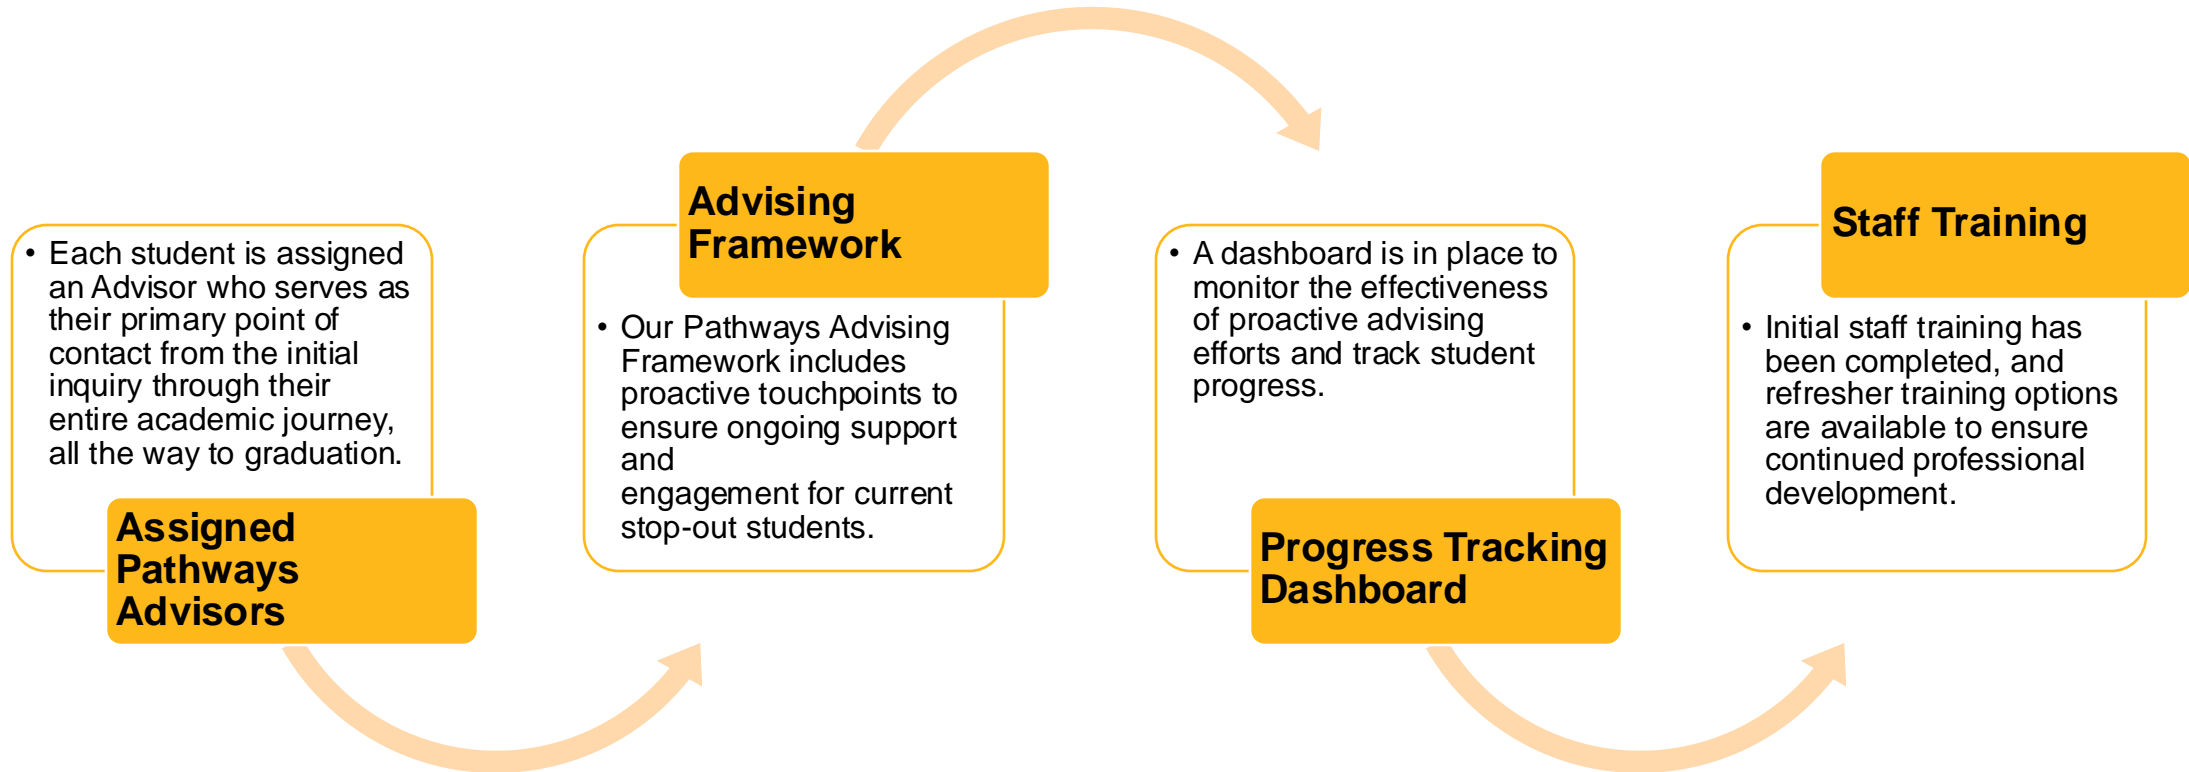 • Each student is assigned
an Advisor who serves as
their primary point of
contact from the initial
inquiry through their
entire academic journey,
all the way to graduation.
Assigned
Pathways
Advisors
Advising
Framework
• Our Pathways Advising
Framework includes
proactive touchpoints to
ensure ongoing support
and
engagement for current
stop-out students.
• A dashboard is in place to
monitor the effectiveness
of proactive advising
efforts and track student
progress.
Progress Tracking
Dashboard
Staff Training
• Initial staff training has
been completed, and
refresher training options
are available to ensure
continued professional
development.